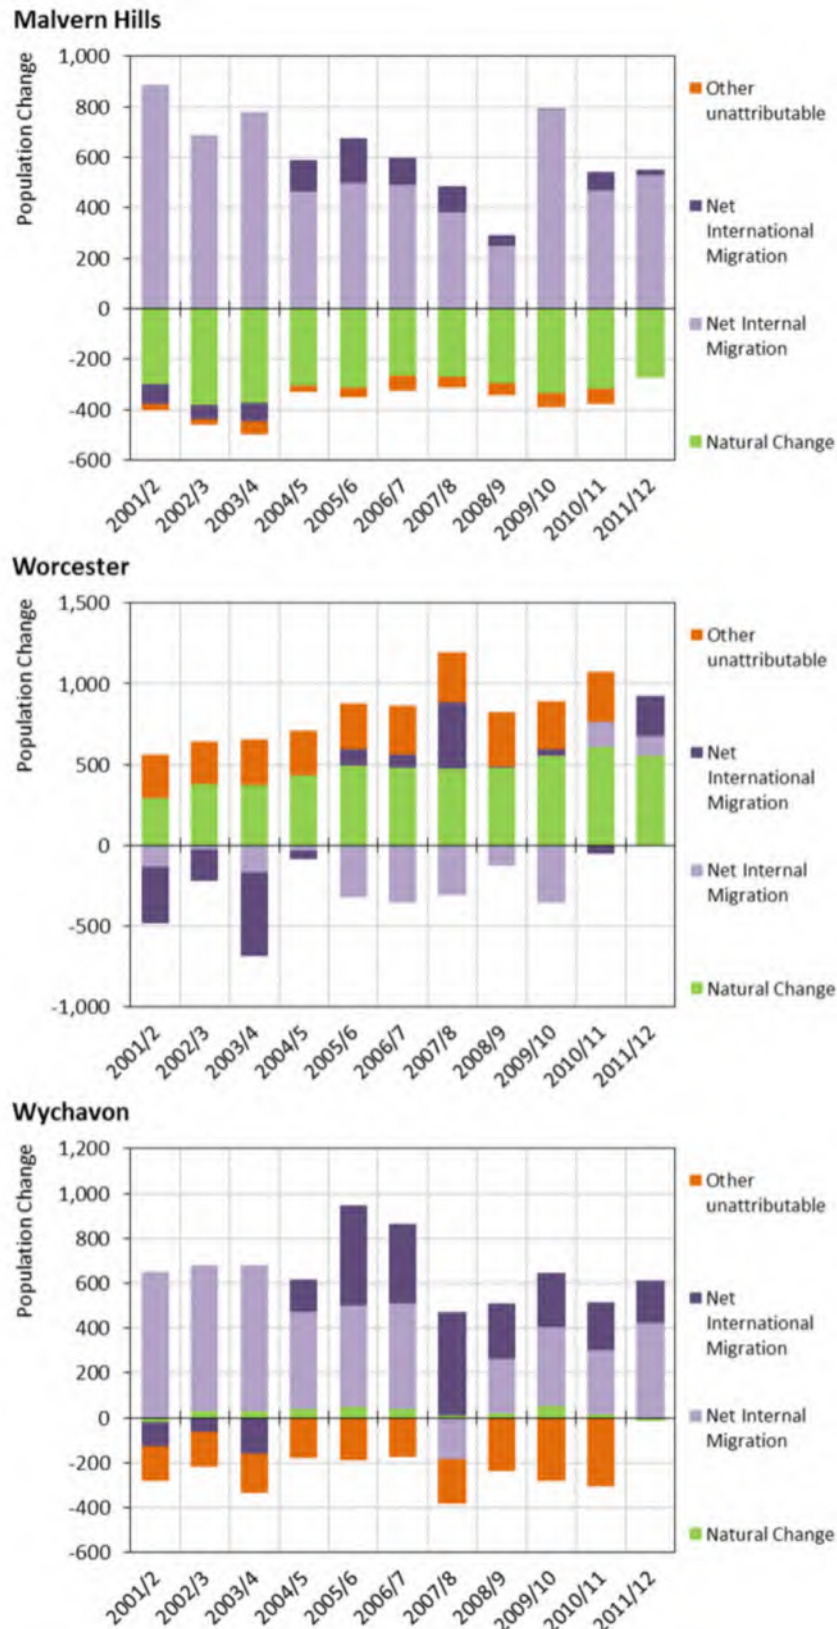 Malvern Hills
Population Change
1,000
800
600
400
200
0
-200
-400
-600
2001/2
2002/3
2003/4
2004/5
2005/6
2006/7
2007/8
2008/9
2009/10
2010/11
2011/12
Other
unattributable
Net
International
Migration
Net Internal
Migration
Natural Change
Worcester
Population Change
1,500
1,000
500
0
-500
-1,000
2001/2
2002/3
2003/4
2004/5
2005/6
2006/7
2007/8
2008/9
2009/10
2010/11
2011/12
Other
unattributable
Net
International
Migration
Net Internal
Migration
Natural Change
Wychavon
Population Change
1,200
1,000
800
600
400
200
0
-200
-400
-600
2001/2
2002/3
2003/4
2004/5
2005/6
2006/7
2007/8
2008/9
2009/10
2010/11
2011/12
Other
unattributable
Net
International
Migration
Net Internal
Migration
Natural Change